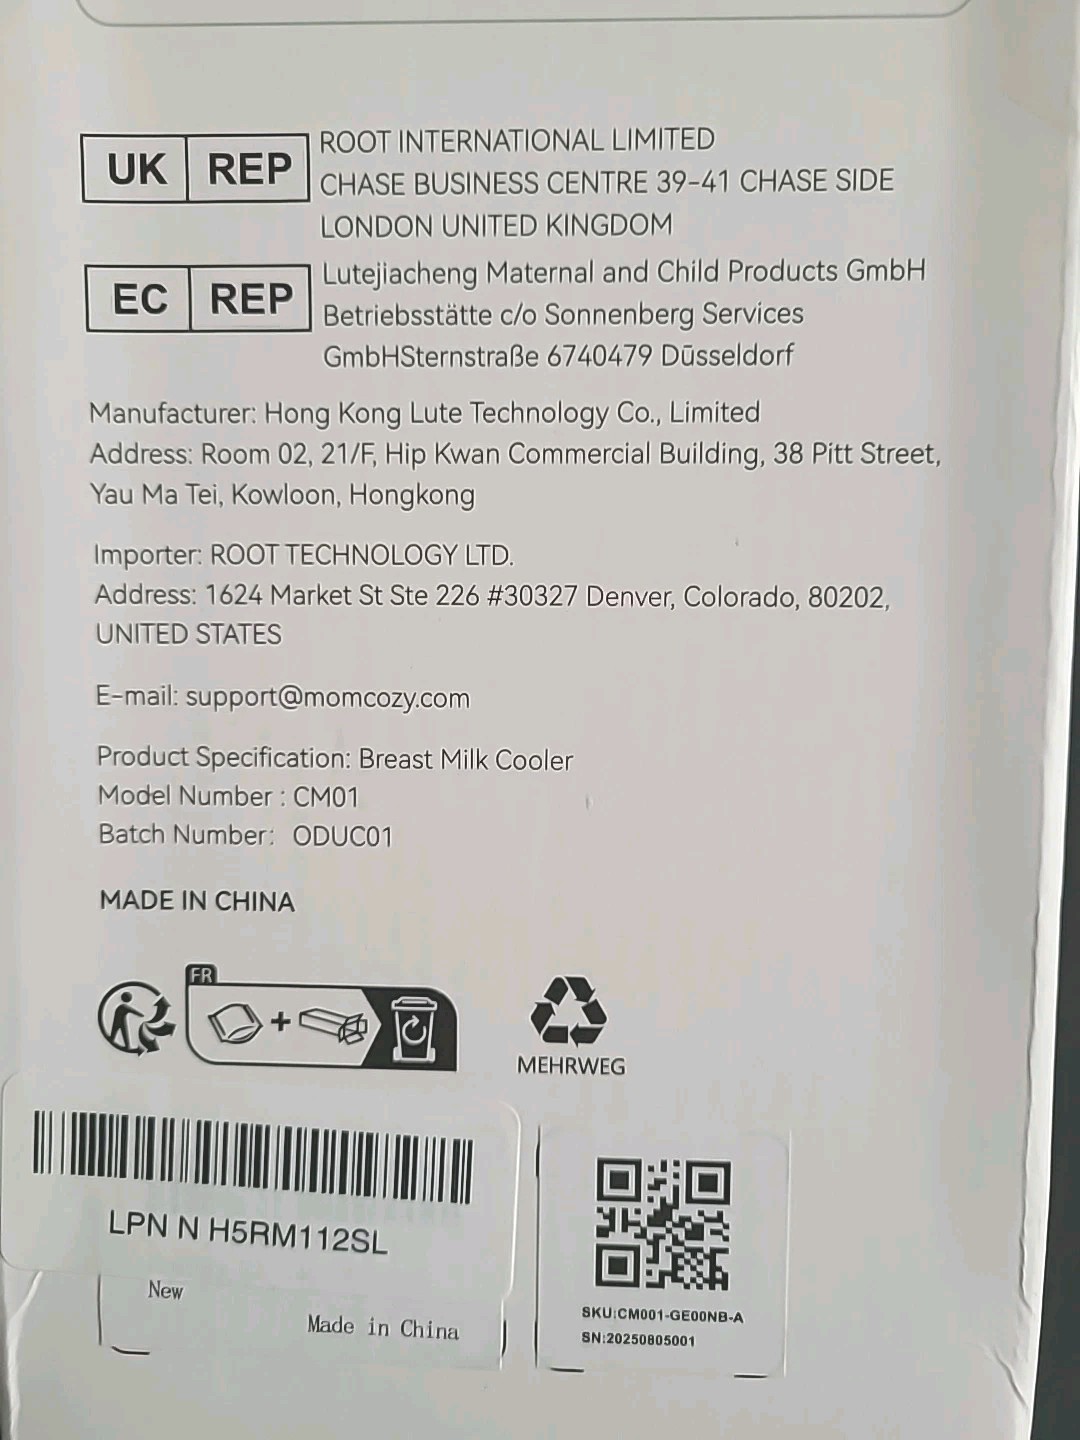 UK REP
ROOT INTERNATIONAL LIMITED
CHASE BUSINESS CENTRE 39-41 CHASE SIDE
LONDON UNITED KINGDOM
EC REP
Lutejiacheng Maternal and Child Products GmbH
Betriebsstätte c/o Sonnenberg Services
GmbHSternstraße 6740479 Düsseldorf
Manufacturer: Hong Kong Lute Technology Co., Limited
Address: Room 02, 21/F, Hip Kwan Commercial Building, 38 Pitt Street,
Yau Ma Tei, Kowloon, Hongkong
Importer: ROOT TECHNOLOGY LTD.
Address: 1624 Market St Ste 226 #30327 Denver, Colorado, 80202,
UNITED STATES
E-mail: support@momcozy.com
Product Specification: Breast Milk Cooler
Model Number : CM01
Batch Number: ODUC01
MADE IN CHINA
FR
MEHRWEG
LPN N H5RM112SL
New
Made in China
SKU:CM001-GE00NB-A
SN:20250805001